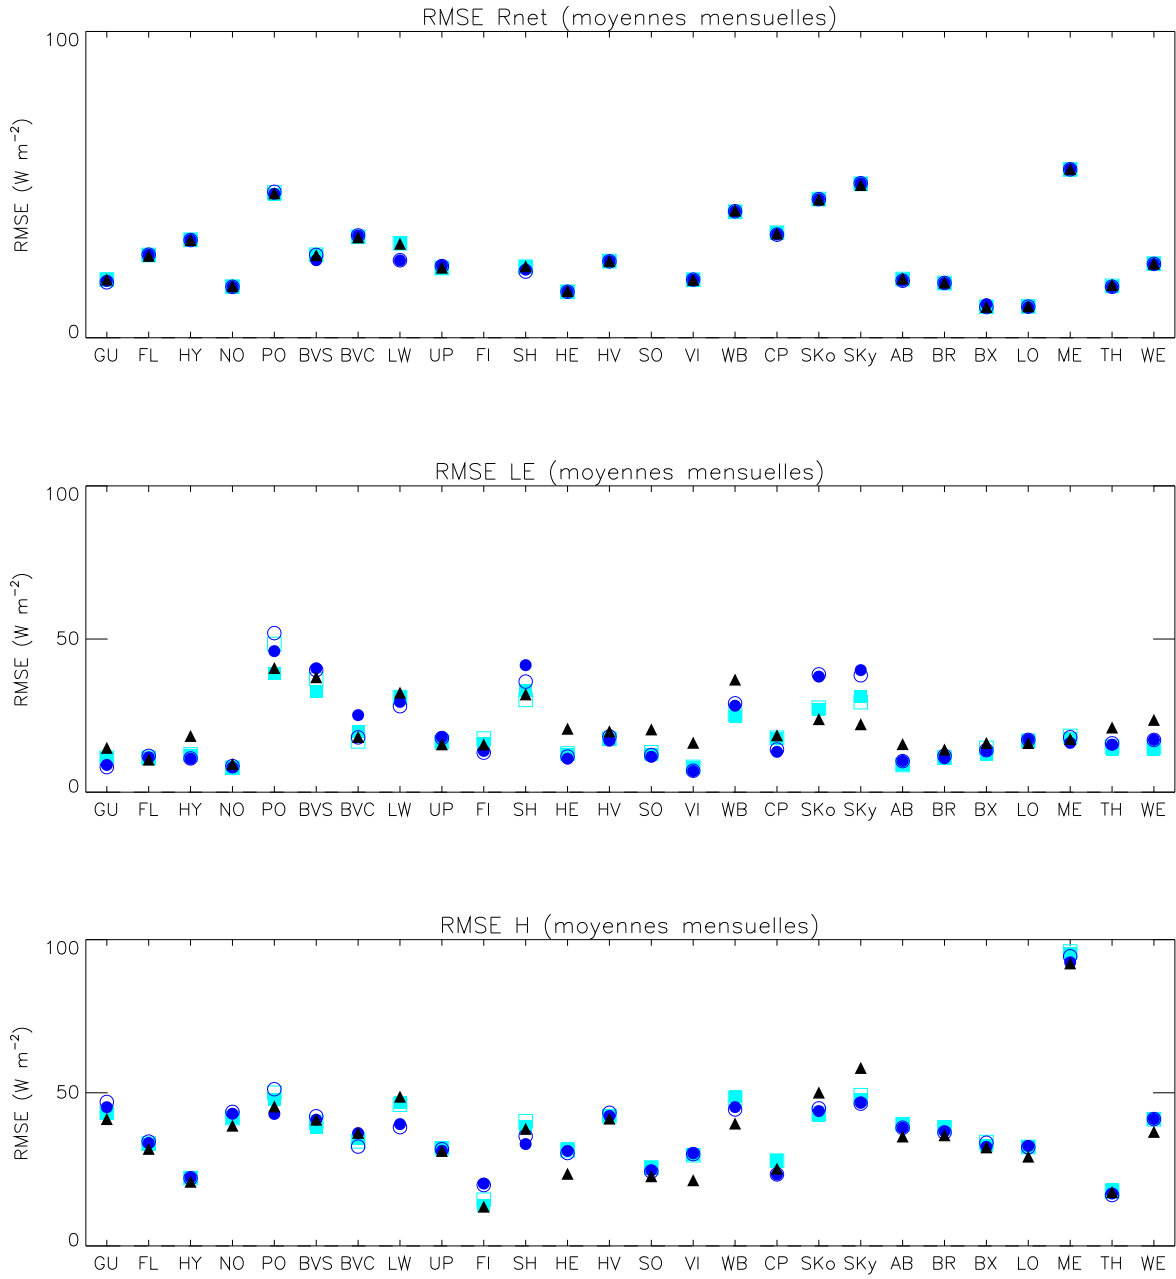 RMSE Rnet (moyennes mensuelles)
100
RMSE (W m⁻²)
0
GU FL HY NO PO BVS BVC LW UP FI SH HE HV SO VI WB CP SKo SKy AB BR BX LO ME TH WE
RMSE LE (moyennes mensuelles)
100
RMSE (W m⁻²)
50
0
GU FL HY NO PO BVS BVC LW UP FI SH HE HV SO VI WB CP SKo SKy AB BR BX LO ME TH WE
RMSE H (moyennes mensuelles)
100
RMSE (W m⁻²)
50
0
GU FL HY NO PO BVS BVC LW UP FI SH HE HV SO VI WB CP SKo SKy AB BR BX LO ME TH WE